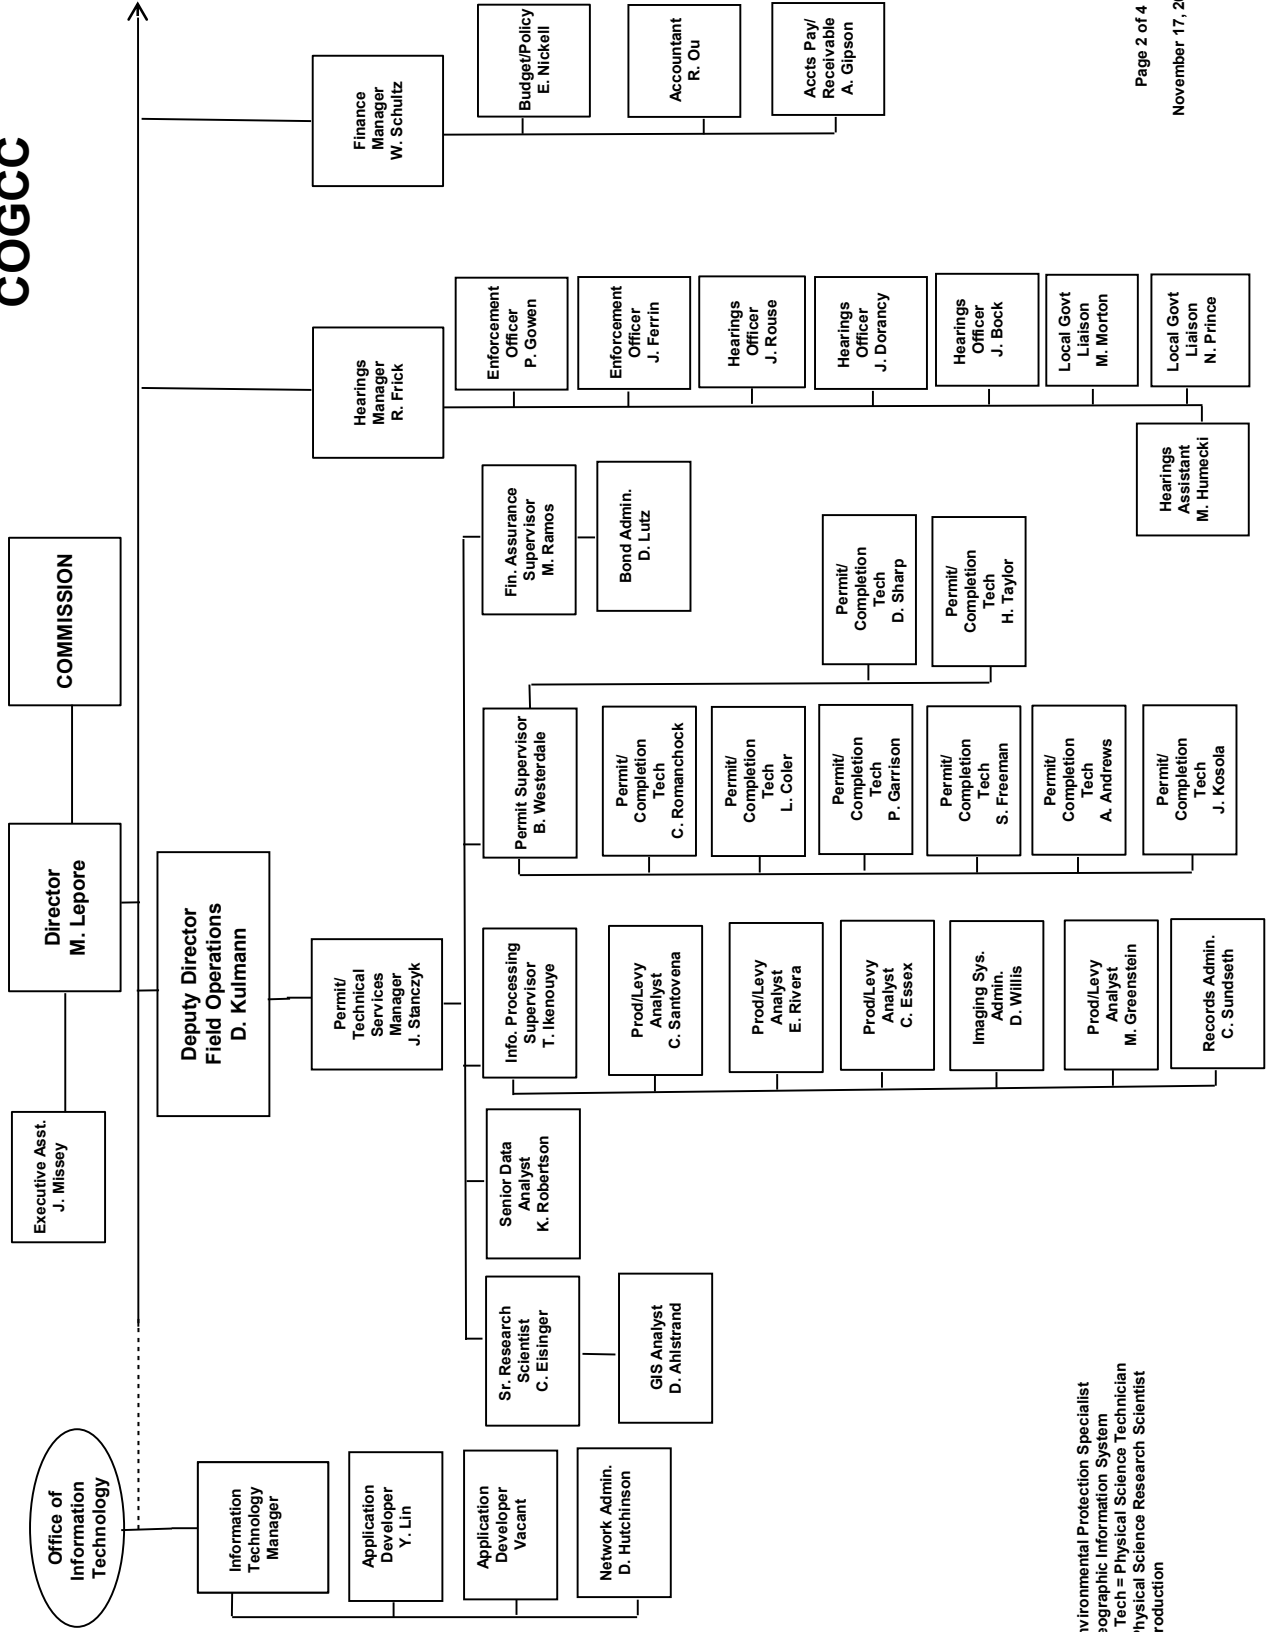 COGCC
COMMISSION
Director
M. Lepore
Executive Asst.
J. Missey
Office of
Information
Technology
Deputy Director
Field Operations
D. Kulmann
Information
Technology
Manager
Application
Developer
Y. Lin
Application
Developer
Vacant
Network Admin.
D. Hutchinson
Permit/
Technical
Services
Manager
J. Stanczyk
Hearings
Manager
R. Frick
Finance
Manager
W. Schultz
Sr. Research
Scientist
C. Eisinger
GIS Analyst
D. Ahlstrand
Senior Data
Analyst
K. Robertson
Info. Processing
Supervisor
T. Ikenouye
Prod/Levy
Analyst
C. Santovena
Prod/Levy
Analyst
E. Rivera
Prod/Levy
Analyst
C. Essex
Imaging Sys.
Admin.
D. Willis
Prod/Levy
Analyst
M. Greenstein
Records Admin.
C. Sundseth
Permit Supervisor
B. Westerdale
Permit/
Completion
Tech
C. Romanchock
Permit/
Completion
Tech
L. Coler
Permit/
Completion
Tech
P. Garrison
Permit/
Completion
Tech
S. Freeman
Permit/
Completion
Tech
A. Andrews
Permit/
Completion
Tech
J. Kosola
Permit/
Completion
Tech
D. Sharp
Permit/
Completion
Tech
H. Taylor
Fin. Assurance
Supervisor
M. Ramos
Bond Admin.
D. Lutz
Enforcement
Officer
P. Gowen
Enforcement
Officer
J. Ferrin
Hearings
Officer
J. Rouse
Hearings
Officer
J. Dorancy
Hearings
Officer
J. Bock
Local Govt
Liaison
M. Morton
Local Govt
Liaison
N. Prince
Hearings
Assistant
M. Humecki
Budget/Policy
E. Nickell
Accountant
R. Ou
Accts Pay/
Receivable
A. Gipson
Protection Specialist
Information System
Tech = Physical Science Technician
Science Research Scientist
Page 2 of 4
November 17,